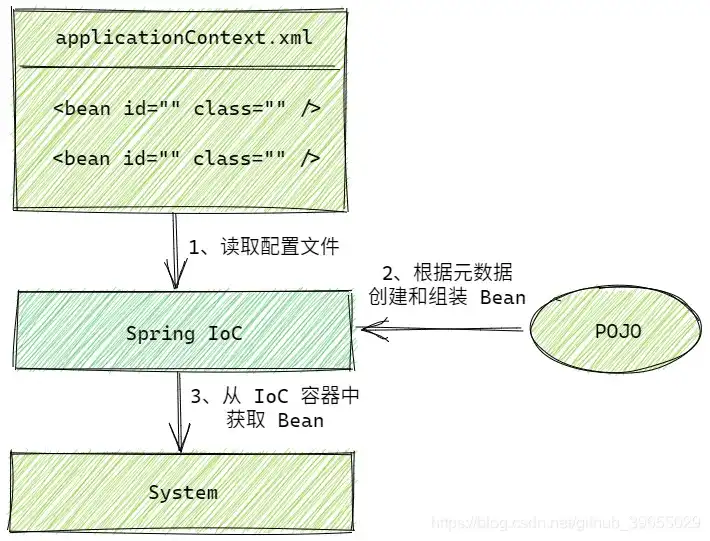 applicationContext.xml
<bean id="" class="" />
<bean id="" class="" />
1、读取配置文件
2、根据元数据
创建和组装 Bean
Spring IoC
POJO
3、从 IoC 容器中
获取 Bean
System
https://blog.csdn.net/github_39655029